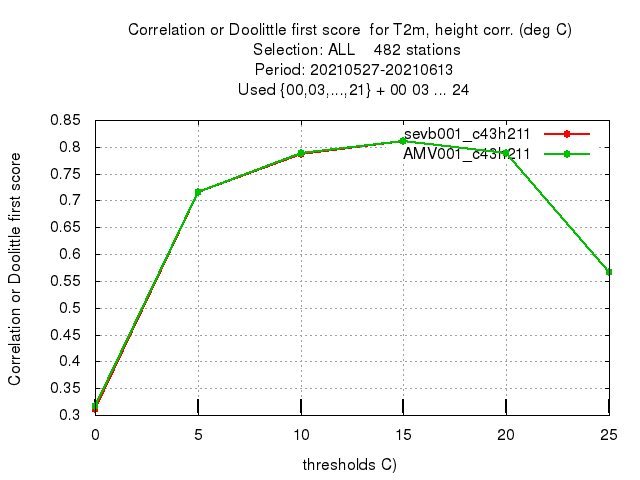 Correlation or Doolittle first score  for T2m, height corr. (deg C)
Selection: ALL    482 stations
Period: 20210527-20210613
Used {00,03,...,21} + 00 03 ... 24
Correlation or Doolittle first score
0.85
0.8
0.75
0.7
0.65
0.6
0.55
0.5
0.45
0.4
0.35
0.3
sevb001_c43h211
AMV001_c43h211
0 5 10 15 20 25
thresholds C)